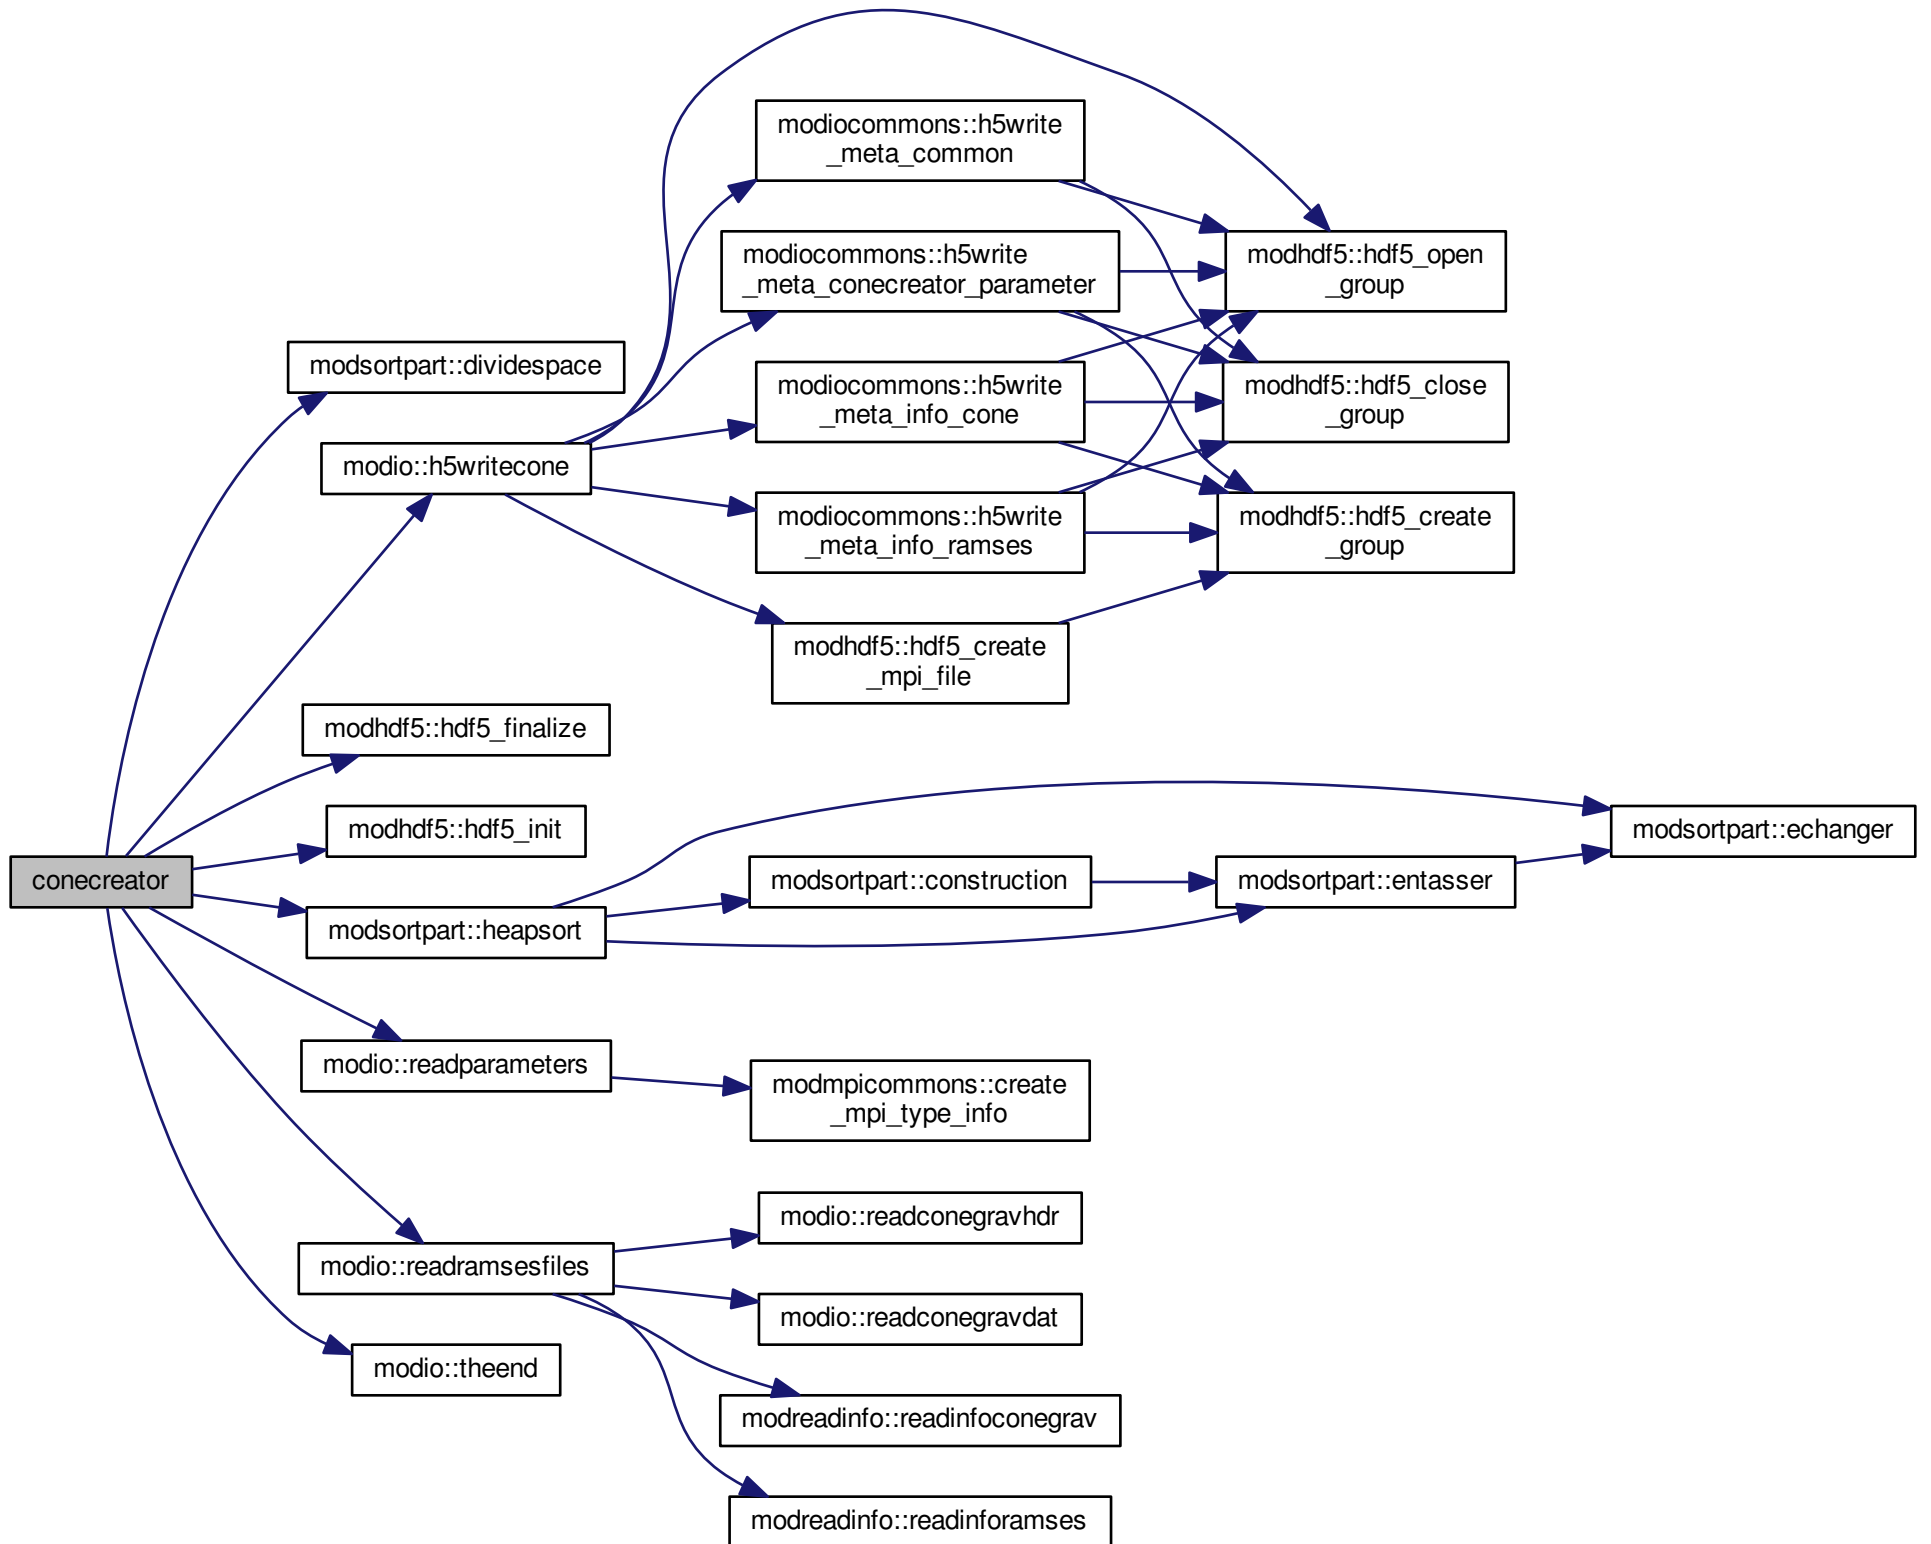 conecreator
modsortpart::dividespace
modio::h5writecone
modhdf5::hdf5_finalize
modhdf5::hdf5_init
modsortpart::heapsort
modio::readparameters
modio::readramsesfiles
modio::theend
modiocommons::h5write
_meta_common
modiocommons::h5write
_meta_conecreator_parameter
modiocommons::h5write
_meta_info_cone
modiocommons::h5write
_meta_info_ramses
modhdf5::hdf5_create
_mpi_file
modsortpart::construction
modmpicommons::create
_mpi_type_info
modio::readconegravhdr
modio::readconegravdat
modreadinfo::readinfoconegrav
modreadinfo::readinforamses
modhdf5::hdf5_open
_group
modhdf5::hdf5_close
_group
modhdf5::hdf5_create
_group
modsortpart::entasser
modsortpart::echanger